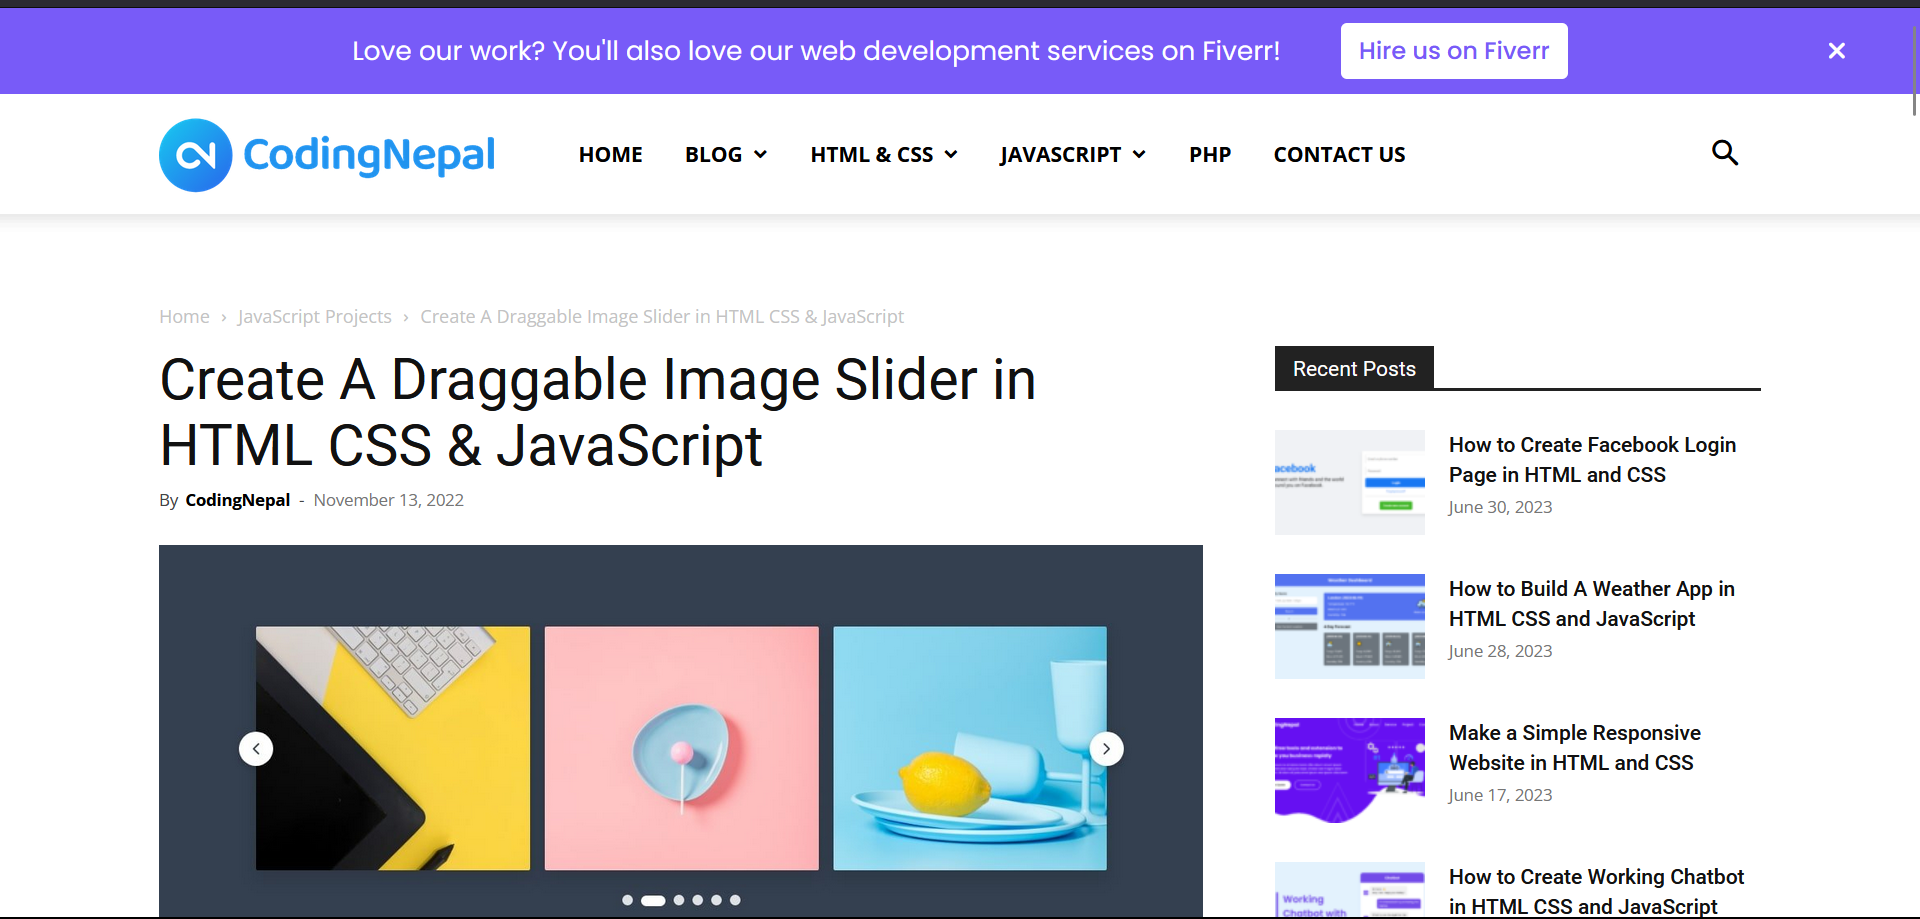 Love our work? You'll also love our web development services on Fiverr!
Hire us on Fiverr
CodingNepal
HOME
BLOG
HTML & CSS
JAVASCRIPT
PHP
CONTACT US
Home › JavaScript Projects › Create A Draggable Image Slider in HTML CSS & JavaScript
Create A Draggable Image Slider in
HTML CSS & JavaScript
By CodingNepal - November 13, 2022
Recent Posts
acebook
How to Create Facebook Login
Page in HTML and CSS
June 30, 2023
How to Build A Weather App in
HTML CSS and JavaScript
June 28, 2023
Make a Simple Responsive
Website in HTML and CSS
June 17, 2023
Working
Chatbot with
How to Create Working Chatbot
in HTML CSS and JavaScript